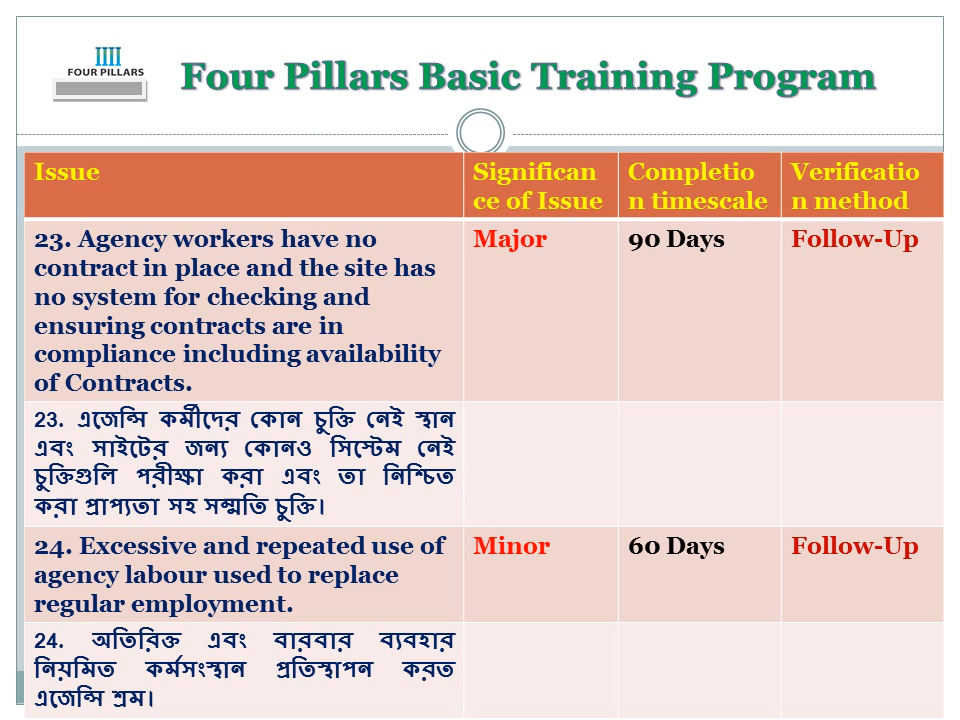 IIII
FOUR PILLARS
Four Pillars Basic Training Program
Issue
Significan
ce of Issue
Completio
n timescale
Verificatio
n method
23. Agency workers have no
contract in place and the site has
no system for checking and
ensuring contracts are in
compliance including availability
of Contracts.
Major
90 Days
Follow-Up
23. এজেন্সি কর্মীদের কোন চুক্তি নেই স্থান
এবং সাইটের জন্য কোনও সিস্টেম নেই
চুক্তিগুলি পরীক্ষা করা এবং তা নিশ্চিত
করা প্রাপ্যতা সহ সম্মতি চুক্তি।
24. Excessive and repeated use of
agency labour used to replace
regular employment.
Minor
60 Days
Follow-Up
24. অতিরিক্ত এবং বারবার ব্যবহার
নিয়মিত কর্মসংস্থান প্রতিস্থাপন করত
এজেন্সি শ্রম।